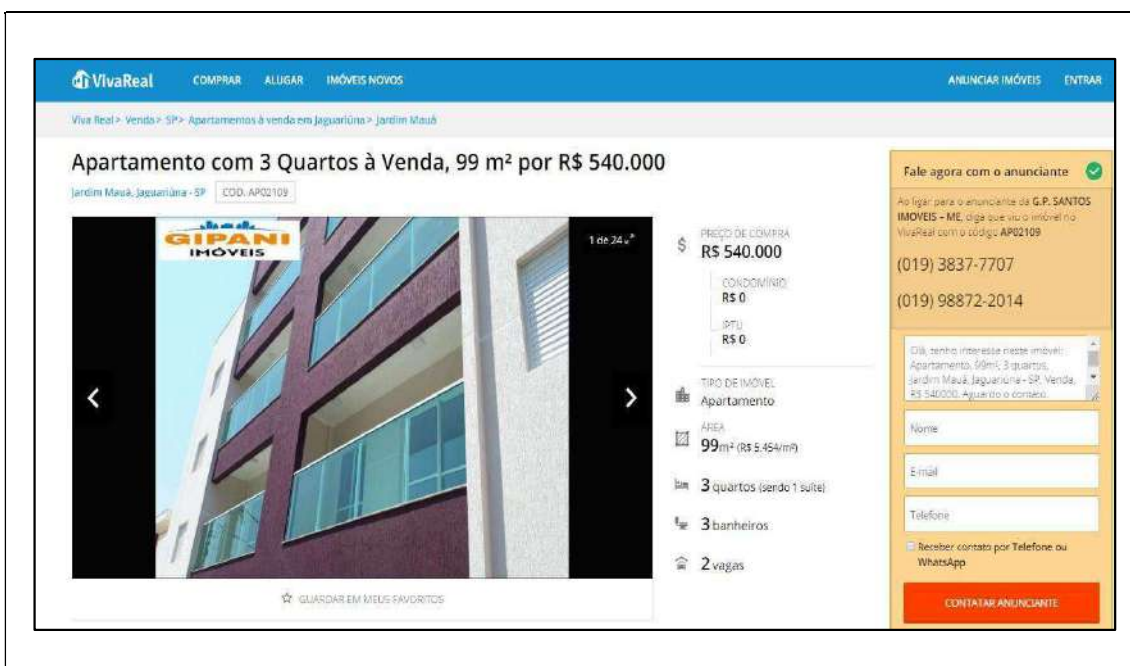 VivaReal COMPRAR ALUGAR IMÓVEIS NOVOS ANUNCIAR IMÓVEIS ENTRAR
Viva Real > Venda > SP > Apartamentos à venda em Jaguariúna > Jardim Mauá
Apartamento com 3 Quartos à Venda, 99 m² por R$ 540.000
Jardim Mauá, Jaguariúna - SP COD. AP02109
GIPANI
IMÓVEIS
1 de 24
PREÇO DE COMPRA
R$ 540.000
CONDOMÍNIO
R$ 0
IPTU
R$ 0
TIPO DE IMÓVEL
Apartamento
ÁREA
99m² (R$ 5.454/m²)
3 quartos (sendo 1 suíte)
3 banheiros
2 vagas
GUARDAR EM MEUS FAVORITOS
Fale agora com o anunciante
Ao ligar para o anunciante da G.P. SANTOS
IMOVEIS – ME, diga que viu o imóvel no
VivaReal com o código AP02109
(019) 3837-7707
(019) 98872-2014
Olá, tenho interesse neste imóvel:
Apartamento, 99m², 3 quartos,
Jardim Mauá, Jaguariúna - SP, Venda,
R$ 540000. Aguardo o contato.
Nome
E-mail
Telefone
Receber contato por Telefone ou
WhatsApp
CONTATAR ANUNCIANTE